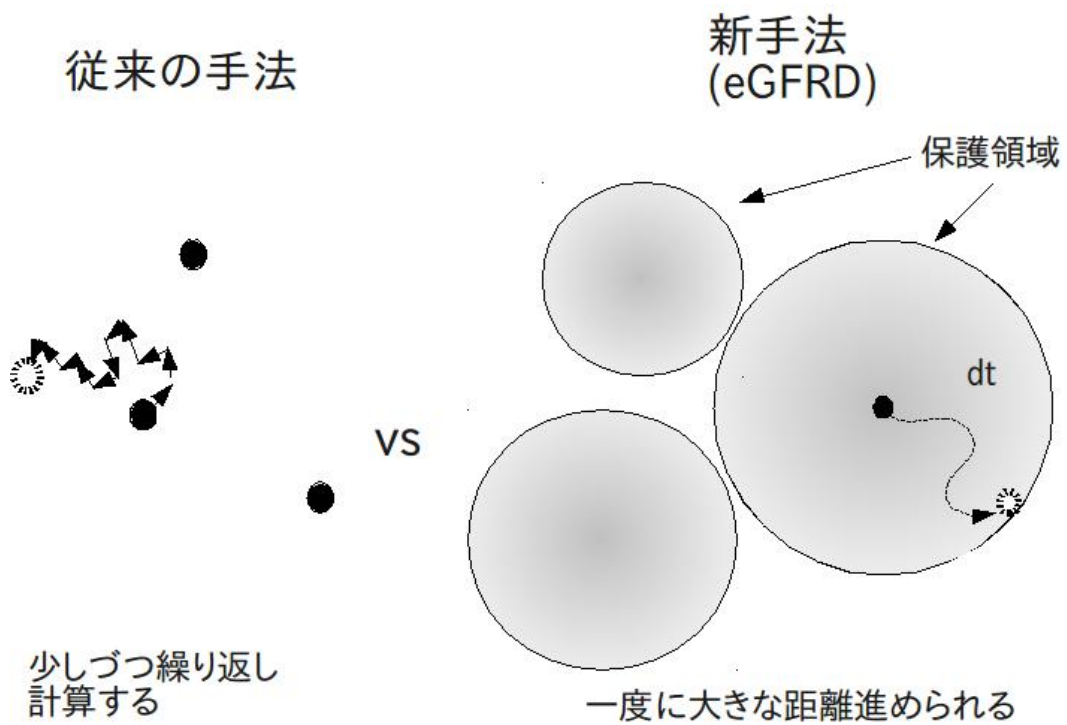 従来の手法
新手法
(eGFRD)
保護領域
dt
vs
少しづつ繰り返し
計算する
一度に大きな距離進められる